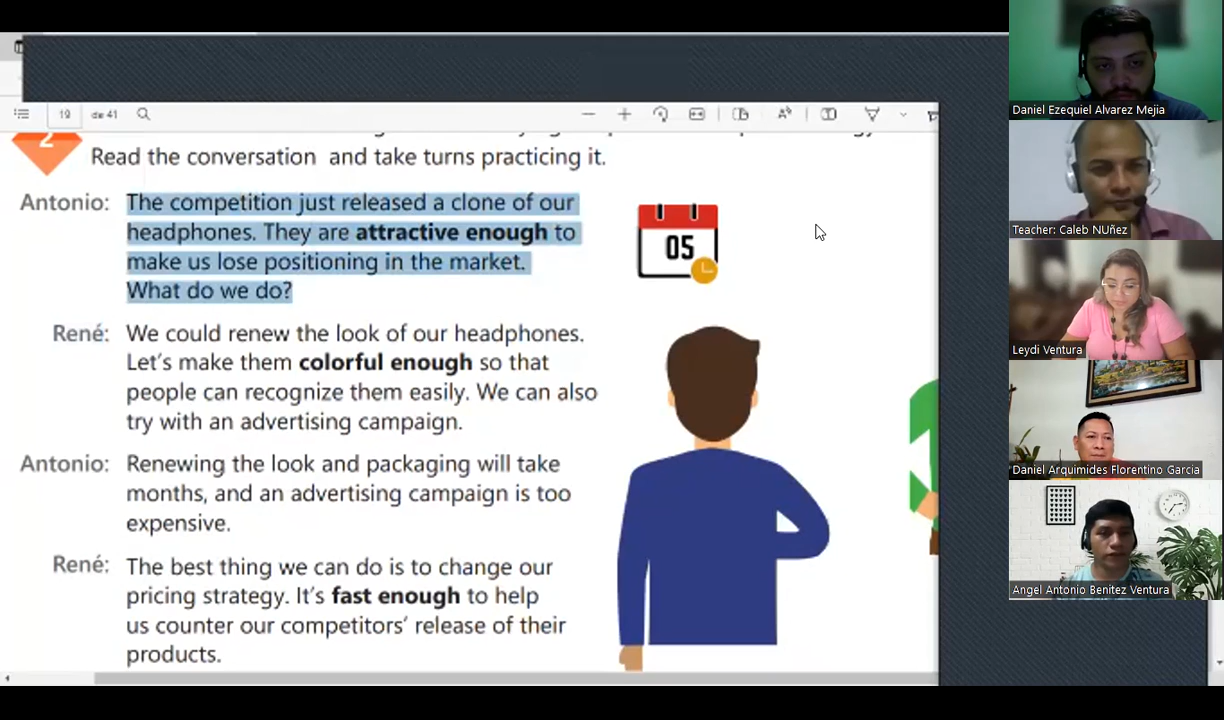 19 de 41
2
Read the conversation and take turns practicing it.
Antonio: The competition just released a clone of our
headphones. They are attractive enough to
make us lose positioning in the market.
What do we do?
05
René: We could renew the look of our headphones.
Let's make them colorful enough so that
people can recognize them easily. We can also
try with an advertising campaign.
Antonio: Renewing the look and packaging will take
months, and an advertising campaign is too
expensive.
René: The best thing we can do is to change our
pricing strategy. It's fast enough to help
us counter our competitors' release of their
products.
Daniel Ezequiel Alvarez Mejia
Teacher: Caleb NUñez
Leydi Ventura
Daniel Arquimides Florentino Garcia
Angel Antonio Benitez Ventura